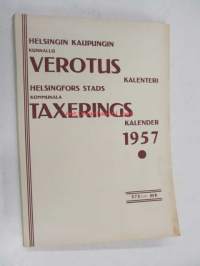 HELSINGIN KAUPUNGIN
KUNNALLIS
VEROTUS
KALENTERI
HELSINGFORS STADS
KOMMUNALA
TAXERINGS
KALENDER
1957